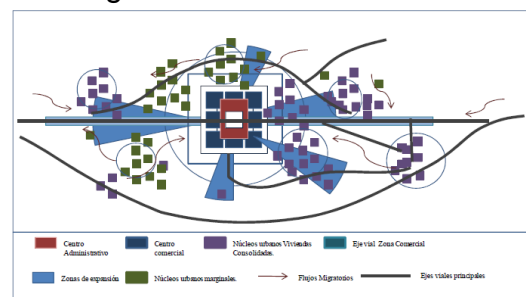 Centro
Administrativo
Centro
comercial
Núcleos urbanos Viviendas
Consolidadas.
Eje vial Zona Comercial
Zonas de expansión
Núcleos urbanos marginales.
Flujos Migratorios
Ejes viales principales